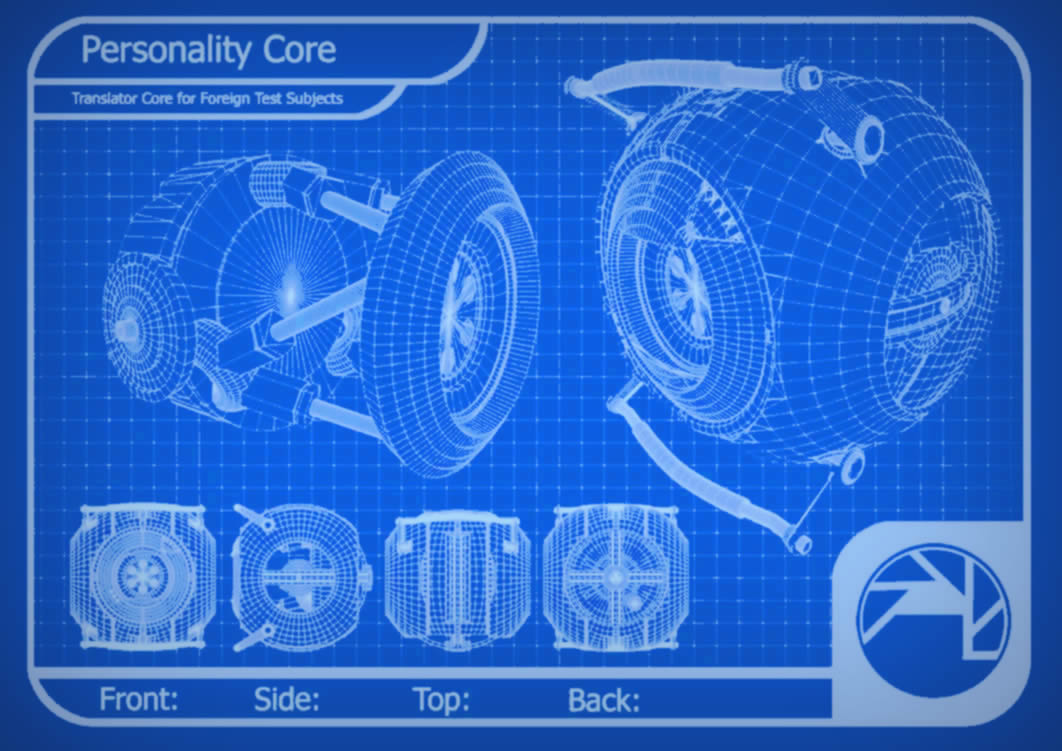 Personality Core
Translator Core for Foreign Test Subjects
Front: Side: Top: Back: